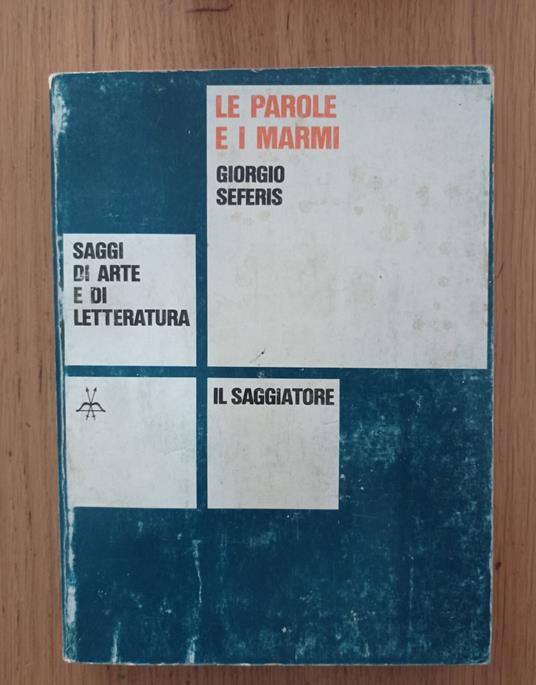 LE PAROLE
E I MARMI
GIORGIO
SEFERIS
SAGGI
DI ARTE
E DI
LETTERATURA
IL SAGGIATORE